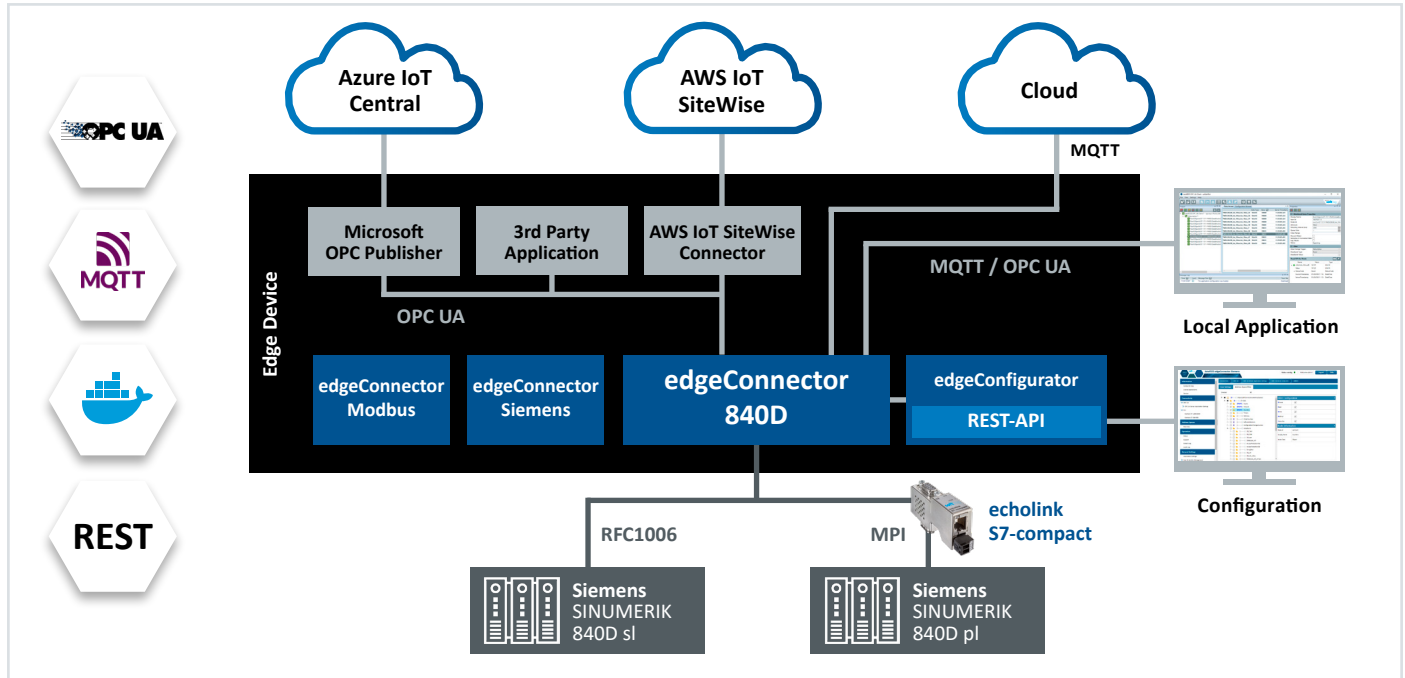 Azure IoT
Central
AWS IoT
SiteWise
Cloud
OPC UA
MQTT
Microsoft
OPC Publisher
3rd Party
Application
AWS IoT SiteWise
Connector
MQTT / OPC UA
MQTT
OPC UA
Edge Device
Local Application
edgeConnector
Modbus
edgeConnector
Siemens
edgeConnector
840D
edgeConfigurator
REST-API
Configuration
REST
RFC1006
MPI
echolink
S7-compact
Siemens
SINUMERIK
840D sl
Siemens
SINUMERIK
840D pl